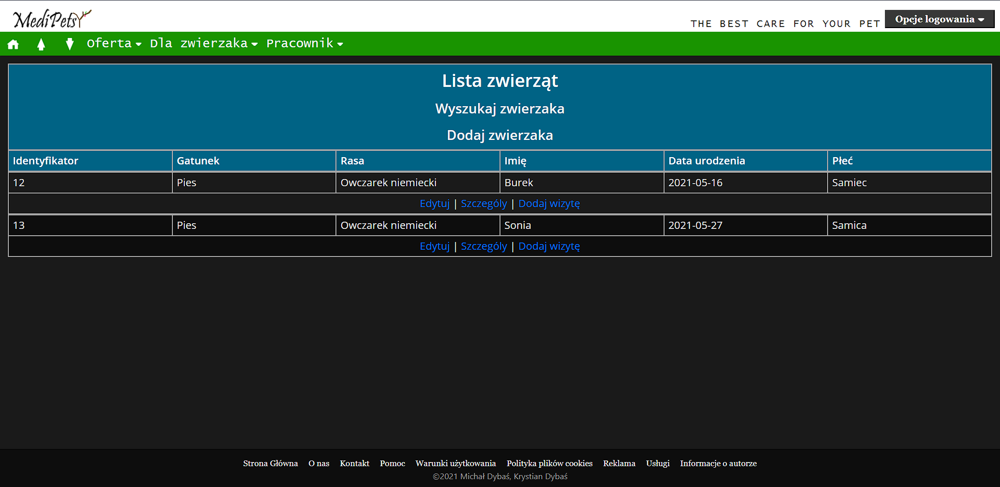 MediPets
THE BEST CARE FOR YOUR PET
Opcje logowania
Oferta Dla zwierzaka Pracownik
Lista zwierząt
Wyszukaj zwierzaka
Dodaj zwierzaka
Identyfikator Gatunek Rasa Imię Data urodzenia Płeć
12 Pies Owczarek niemiecki Burek 2021-05-16 Samiec
Edytuj | Szczegóły | Dodaj wizytę
13 Pies Owczarek niemiecki Sonia 2021-05-27 Samica
Edytuj | Szczegóły | Dodaj wizytę
Strona Główna O nas Kontakt Pomoc Warunki użytkowania Polityka plików cookies Reklama Usługi Informacje o autorze
©2021 Michał Dybaś, Krystian Dybaś